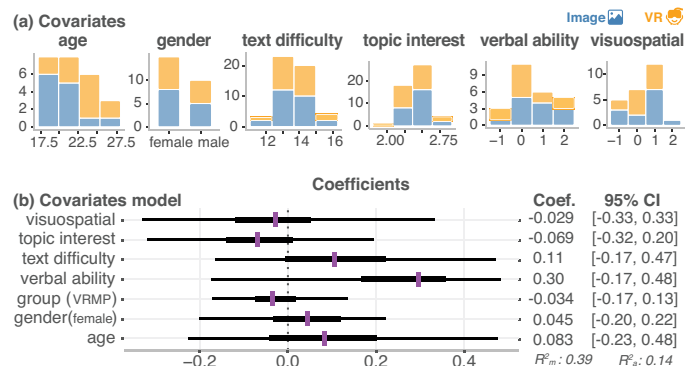 (a) Covariates
Image VR
age gender text difficulty topic interest verbal ability visuospatial
8 6 4 2 0
17.5 22.5 27.5
10 5 0
female male
20 10 0
12 14 16
20 10 0
2.00 2.75
9 6 3 0
−1 0 1 2
10 5 0
−1 0 1 2
Coefficients
(b) Covariates model Coef. 95% CI
visuospatial -0.029 [-0.33, 0.33]
topic interest -0.069 [-0.32, 0.20]
text difficulty 0.11 [-0.17, 0.47]
verbal ability 0.30 [-0.17, 0.48]
group (VRMP) -0.034 [-0.17, 0.13]
gender(female) 0.045 [-0.20, 0.22]
age 0.083 [-0.23, 0.48]
−0.2 0.0 0.2 0.4
R²m: 0.39 R²a: 0.14